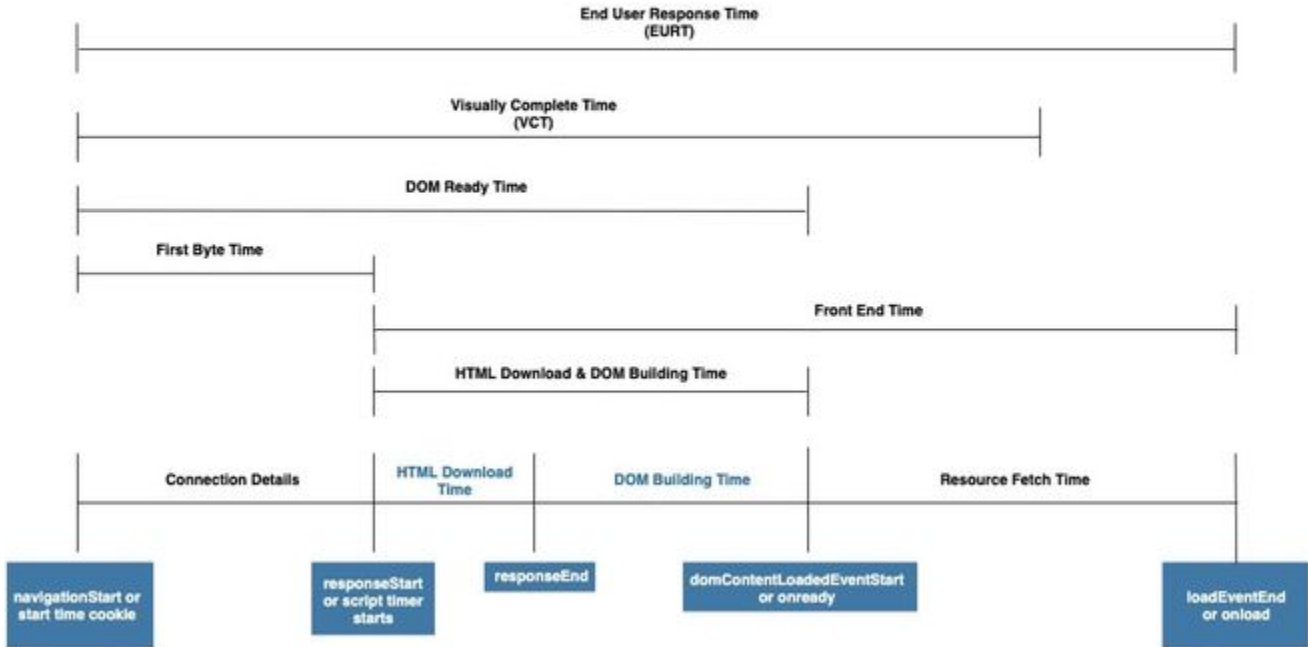 End User Response Time
(EURT)
Visually Complete Time
(VCT)
DOM Ready Time
First Byte Time
Front End Time
HTML Download & DOM Building Time
Connection Details
HTML Download
Time
DOM Building Time
Resource Fetch Time
navigationStart or
start time cookie
responseStart
or script timer
starts
responseEnd
domContentLoadedEventStart
or onready
loadEventEnd
or onload